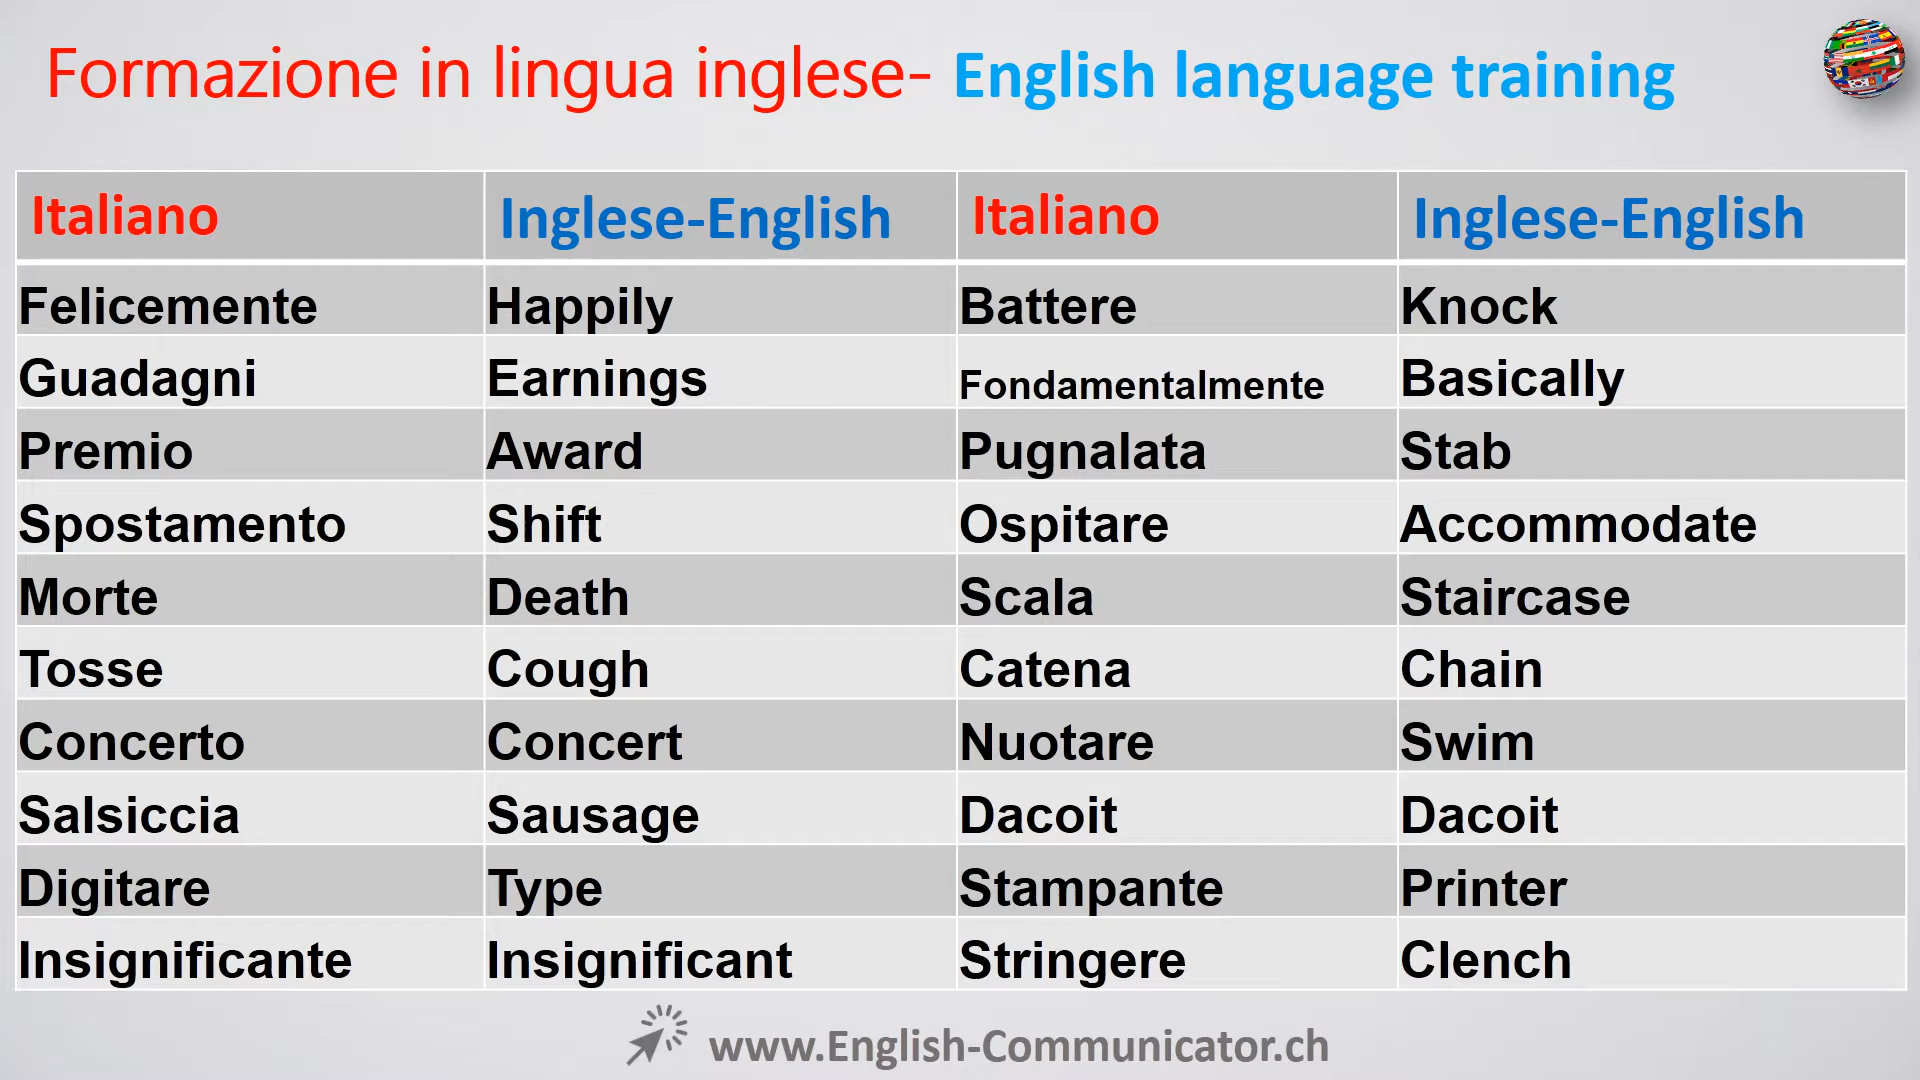 Formazione in lingua inglese- English language training
Italiano Inglese-English Italiano Inglese-English
Felicemente Happily Battere Knock
Guadagni Earnings Fondamentalmente Basically
Premio Award Pugnalata Stab
Spostamento Shift Ospitare Accommodate
Morte Death Scala Staircase
Tosse Cough Catena Chain
Concerto Concert Nuotare Swim
Salsiccia Sausage Dacoit Dacoit
Digitare Type Stampante Printer
Insignificante Insignificant Stringere Clench
www.English-Communicator.ch